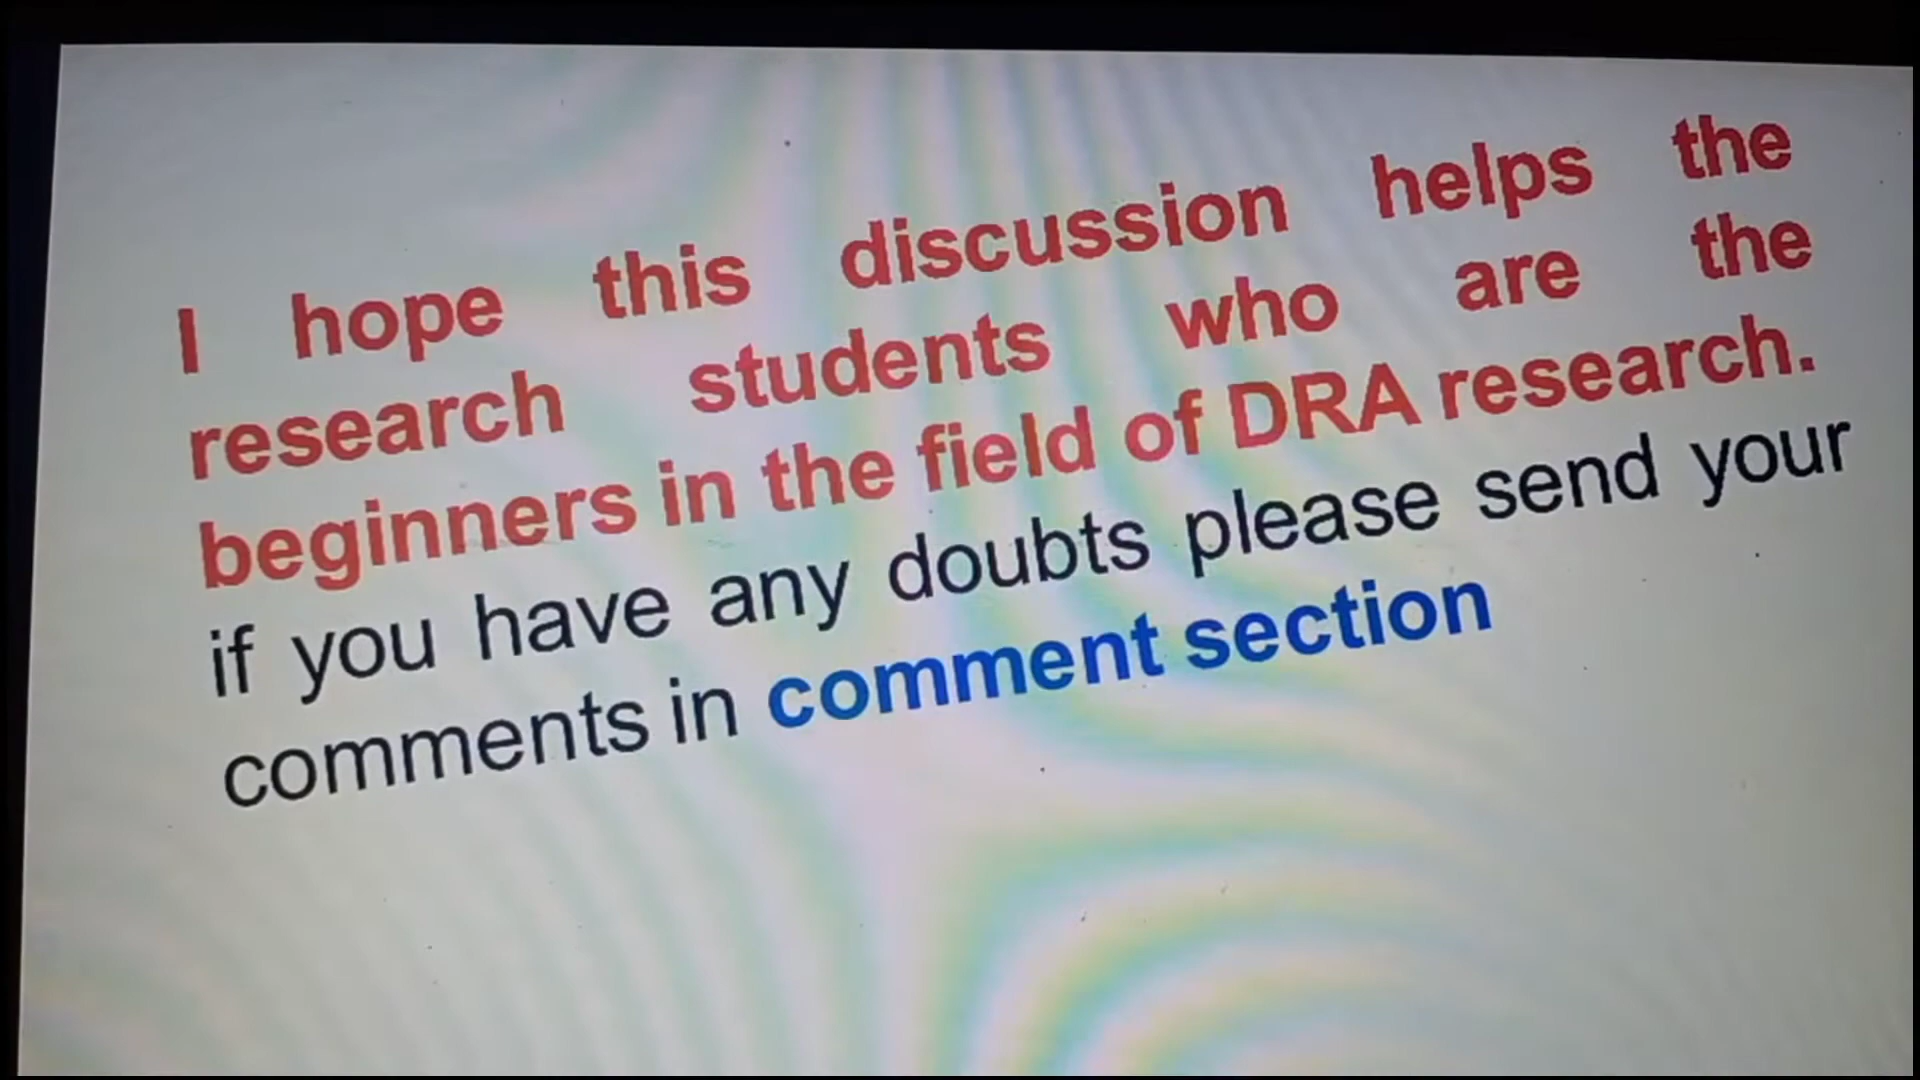 I hope this discussion helps the
research students who are the
beginners in the field of DRA research.
if you have any doubts please send your
comments in comment section